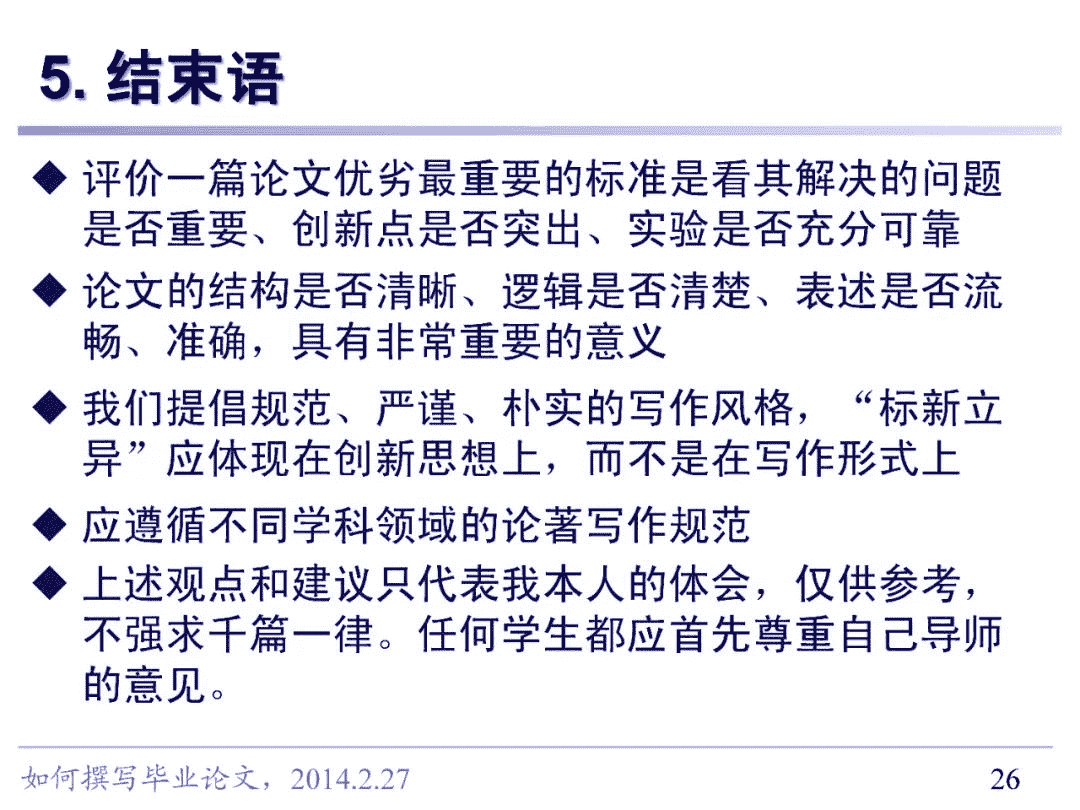 5. 结束语
◆ 评价一篇论文优劣最重要的标准是看其解决的问题
是否重要、创新点是否突出、实验是否充分可靠
◆ 论文的结构是否清晰、逻辑是否清楚、表述是否流
畅、准确，具有非常重要的意义
◆ 我们提倡规范、严谨、朴实的写作风格，“标新立
异”应体现在创新思想上，而不是在写作形式上
◆ 应遵循不同学科领域的论著写作规范
◆ 上述观点和建议只代表我本人的体会，仅供参考，
不强求千篇一律。任何学生都应首先尊重自己导师
的意见。
如何撰写毕业论文，2014.2.27
26